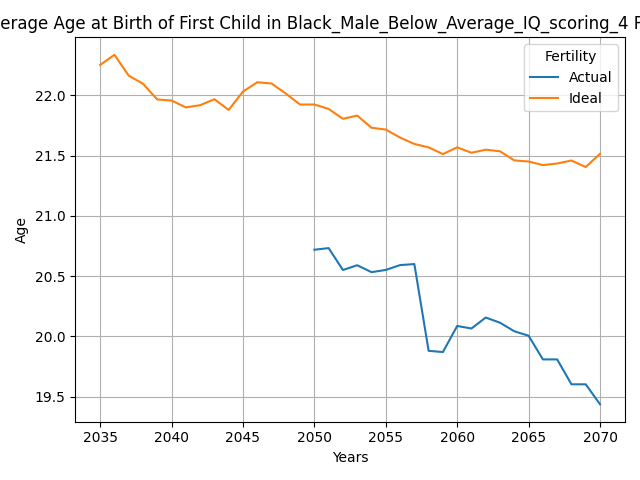 erage Age at Birth of First Child in Black_Male_Below_Average_IQ_scoring_4
Fertility
Actual
Ideal
22.0
21.5
21.0
20.5
20.0
19.5
Age
2035 2040 2045 2050 2055 2060 2065 2070
Years